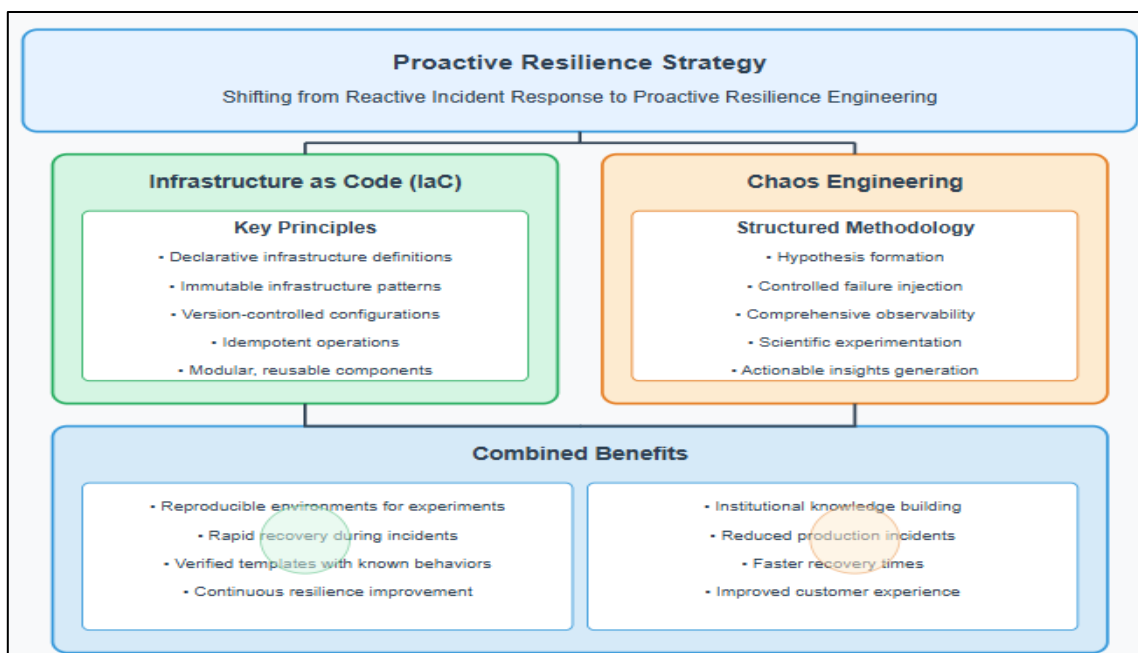 Proactive Resilience Strategy
Shifting from Reactive Incident Response to Proactive Resilience Engineering
Infrastructure as Code (IaC)
Key Principles
• Declarative infrastructure definitions
• Immutable infrastructure patterns
• Version-controlled configurations
• Idempotent operations
• Modular, reusable components
Chaos Engineering
Structured Methodology
• Hypothesis formation
• Controlled failure injection
• Comprehensive observability
• Scientific experimentation
• Actionable insights generation
Combined Benefits
• Reproducible environments for experiments
• Rapid recovery during incidents
• Verified templates with known behaviors
• Continuous resilience improvement
• Institutional knowledge building
• Reduced production incidents
• Faster recovery times
• Improved customer experience